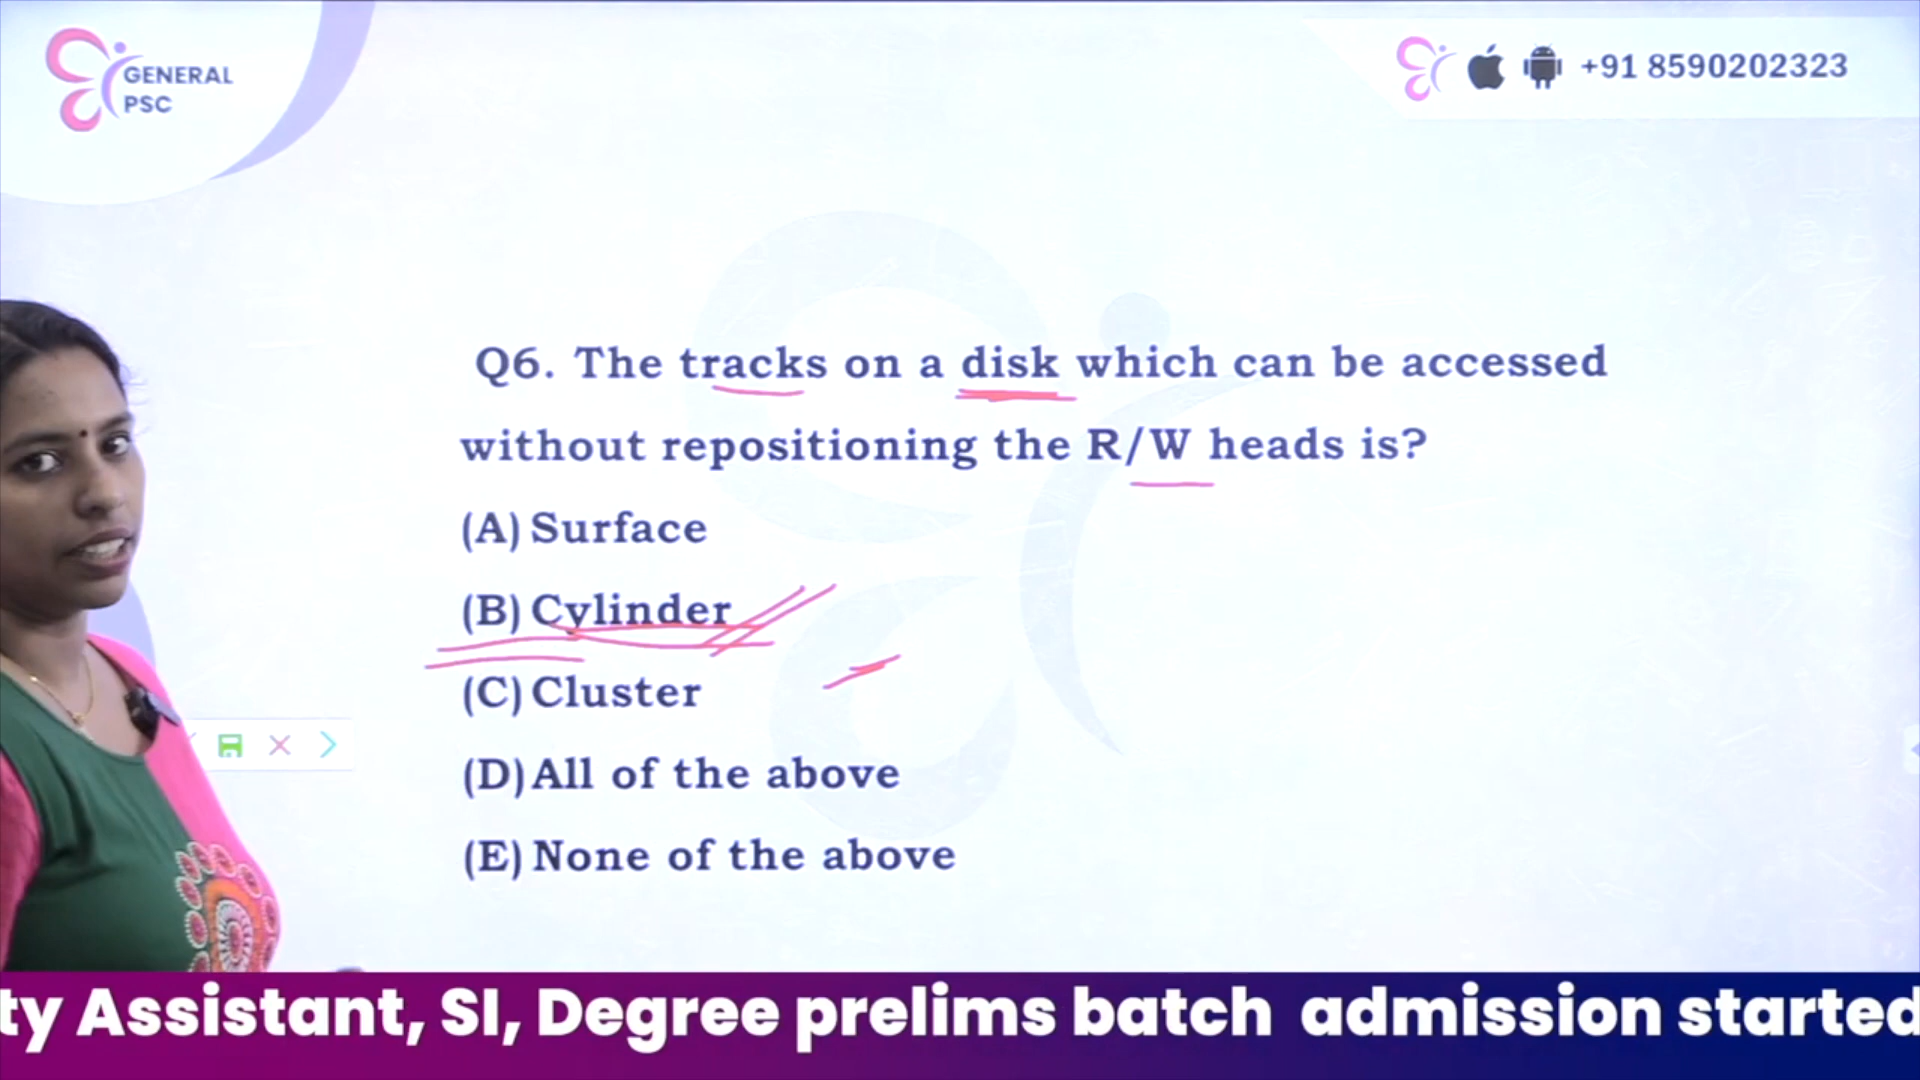 GENERAL
PSC
+91 8590202323
Q6. The tracks on a disk which can be accessed
without repositioning the R/W heads is?
(A) Surface
(B) Cylinder
(C) Cluster
(D) All of the above
(E) None of the above
ty Assistant, SI, Degree prelims batch admission started